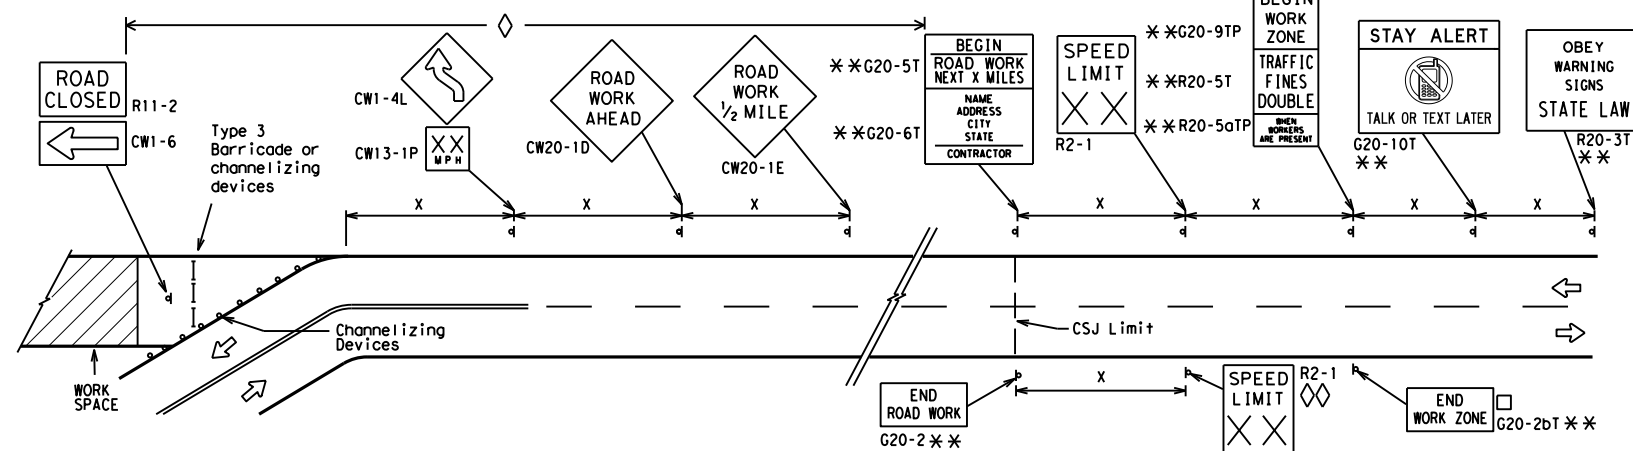 ROAD
CLOSED
R11-2
CW1-6
Type 3
Barricade or
channelizing
devices
CW1-4L
XX
MPH
CW13-1P
ROAD
WORK
AHEAD
CW20-1D
ROAD
WORK
1/2 MILE
CW20-1E
**G20-5T
**G20-6T
BEGIN
ROAD WORK
NEXT X MILES
NAME
ADDRESS
CITY
STATE
CONTRACTOR
SPEED
LIMIT
XX
R2-1
**G20-9TP
**R20-5T
**R20-5aTP
BEGIN
WORK
ZONE
TRAFFIC
FINES
DOUBLE
WHEN
WORKERS
ARE PRESENT
STAY ALERT
TALK OR TEXT LATER
G20-10T
**
OBEY
WARNING
SIGNS
STATE LAW
R20-3T
**
X
X
X
X
X
X
X
Channelizing
Devices
WORK
SPACE
CSJ Limit
X
END
ROAD WORK
G20-2 **
SPEED
LIMIT
XX
R2-1
END
WORK ZONE
G20-2bT **